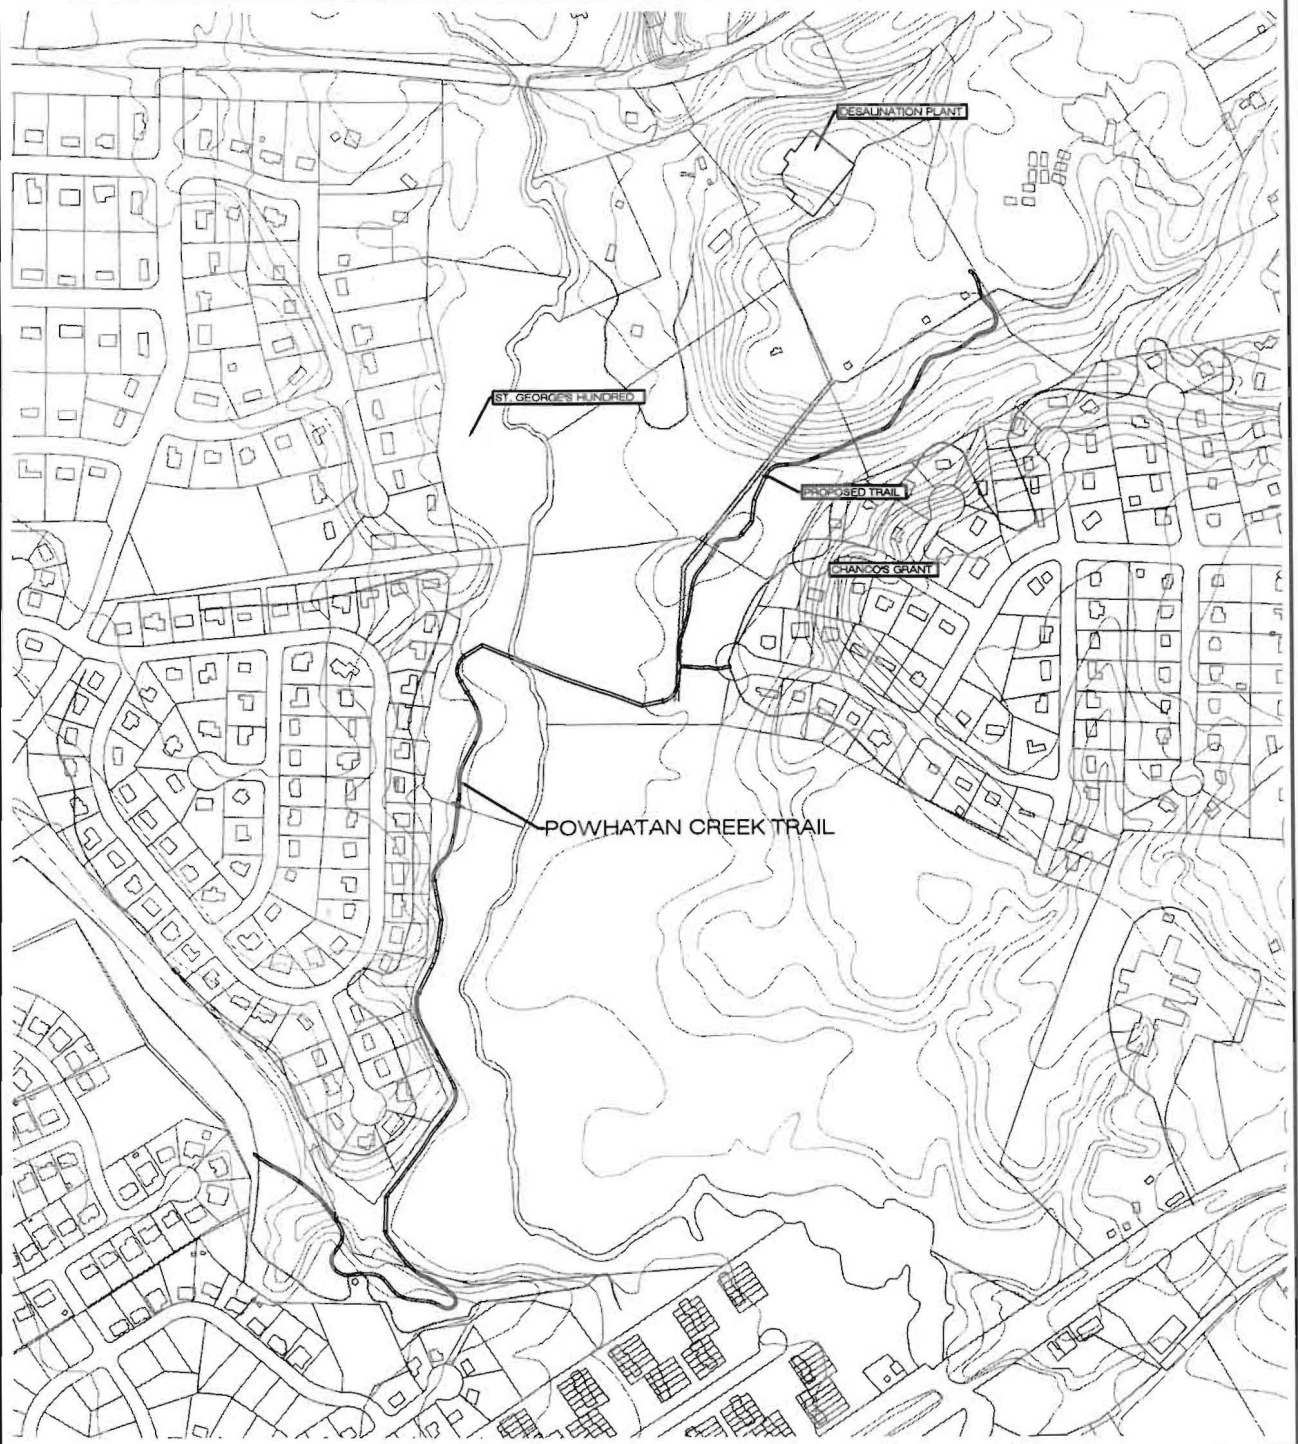 DESALINATION PLANT
ST. GEORGE'S HUNDRED
PROPOSED TRAIL
CHANCO'S GRANT
POWHATAN CREEK TRAIL